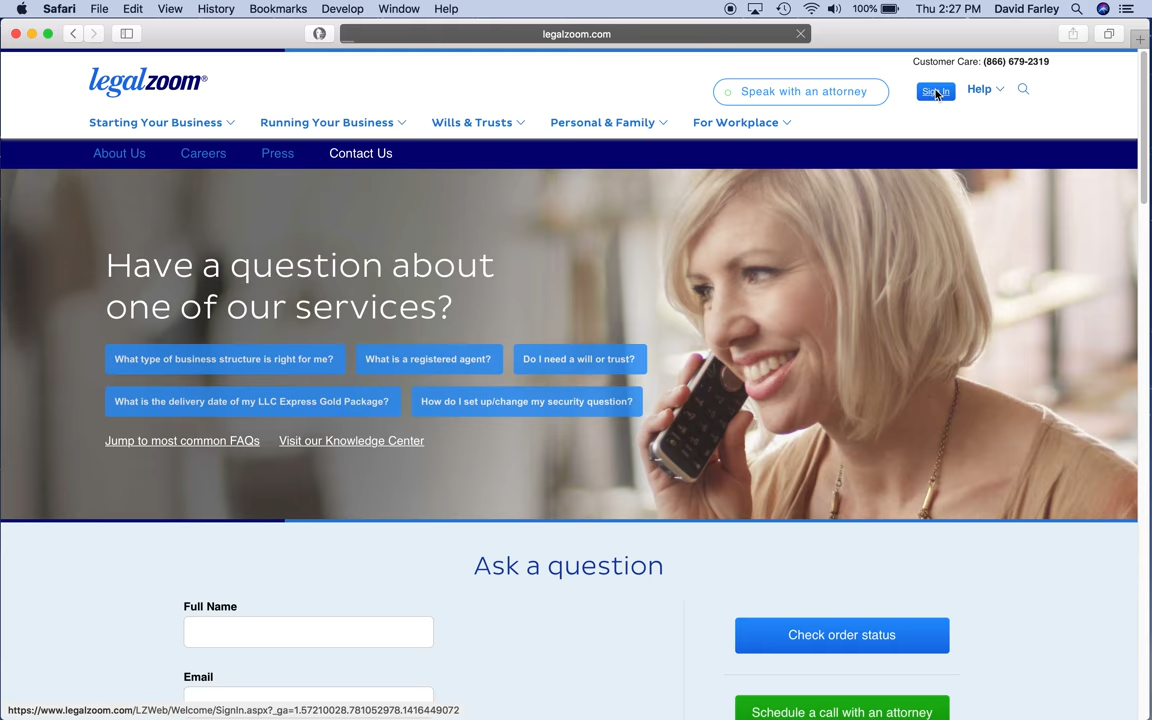 Safari File Edit View History Bookmarks Develop Window Help 100% Thu 2:27 PM David Farley
legalzoom.com
Customer Care: (866) 679-2319
legalzoom®
Speak with an attorney
Sign In
Help
Starting Your Business Running Your Business Wills & Trusts Personal & Family For Workplace
About Us Careers Press Contact Us
Have a question about
one of our services?
What type of business structure is right for me? What is a registered agent? Do I need a will or trust?
What is the delivery date of my LLC Express Gold Package? How do I set up/change my security question?
Jump to most common FAQs Visit our Knowledge Center
Ask a question
Full Name
Check order status
Email
Schedule a call with an attorney
https://www.legalzoom.com/LZWeb/Welcome/SignIn.aspx?_ga=1.57210028.781052978.1416449072